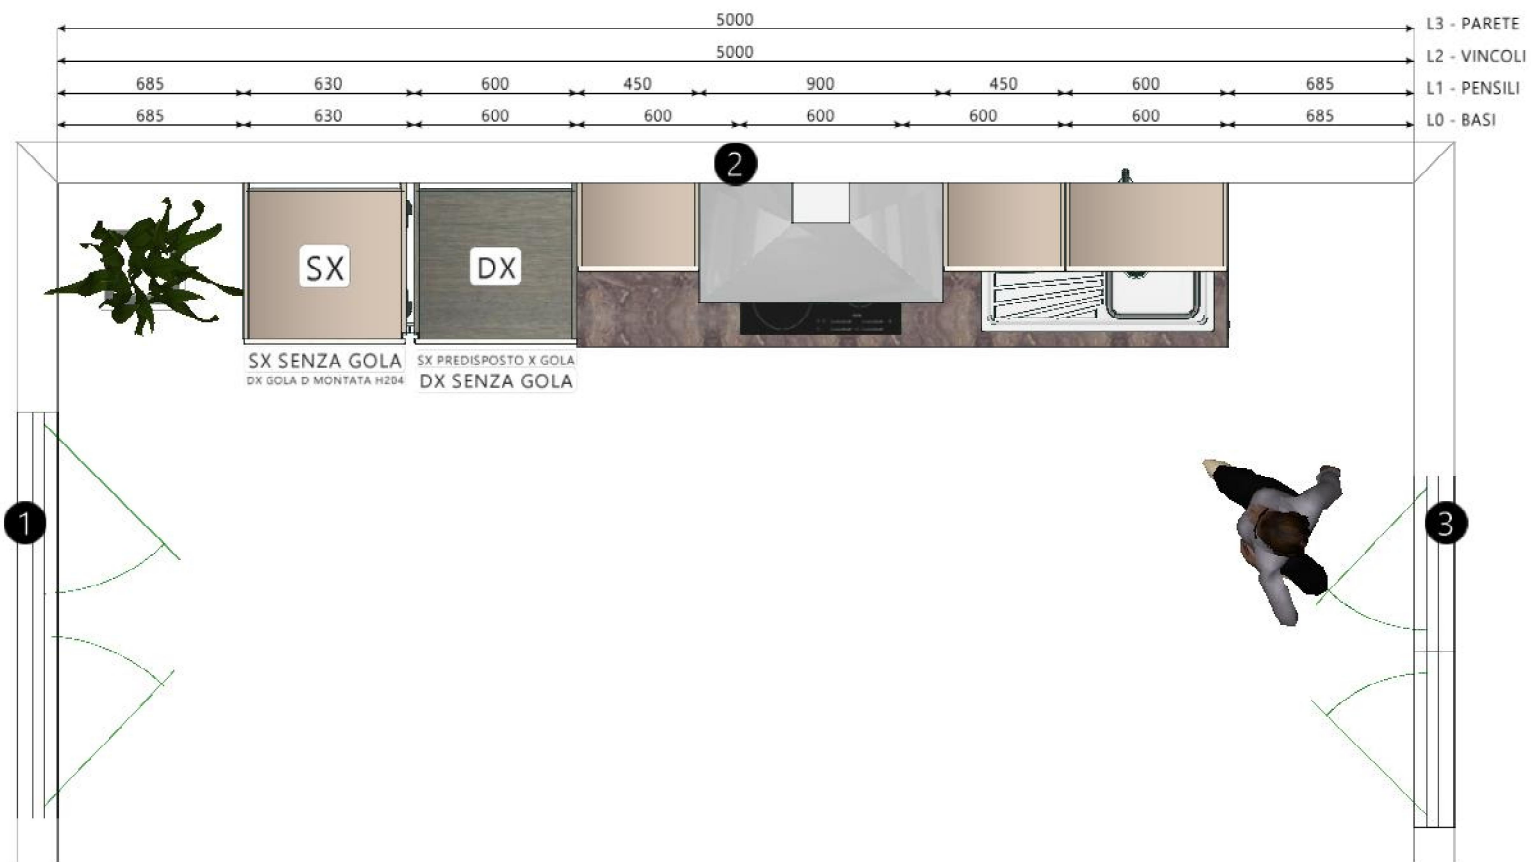 5000 L3 - PARETE
5000 L2 - VINCOLI
685 630 600 450 900 450 600 685 L1 - PENSILI
685 630 600 600 600 600 600 685 L0 - BASI
2
SX DX
SX SENZA GOLA SX PREDISPOSTO X GOLA
DX GOLA D MONTATA H204 DX SENZA GOLA
1 3